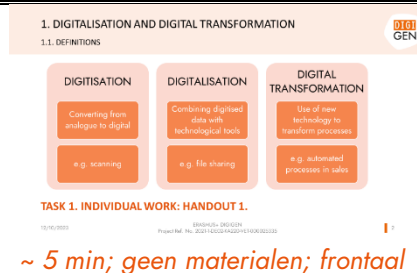 1. DIGITALISATION AND DIGITAL TRANSFORMATION
DIGI
GEN
1.1. DEFINITIONS
DIGITISATION
Converting from
analogue to digital
e.g. scanning
DIGITALISATION
Combining digitised
data with
technological tools
e.g. file sharing
DIGITAL
TRANSFORMATION
Use of new
technology to
transform processes
e.g. automated
processes in sales
TASK 1. INDIVIDUAL WORK: HANDOUT 1.
ERASMUS+ DIGIGEN
~ 5 min; geen materialen; frontaal